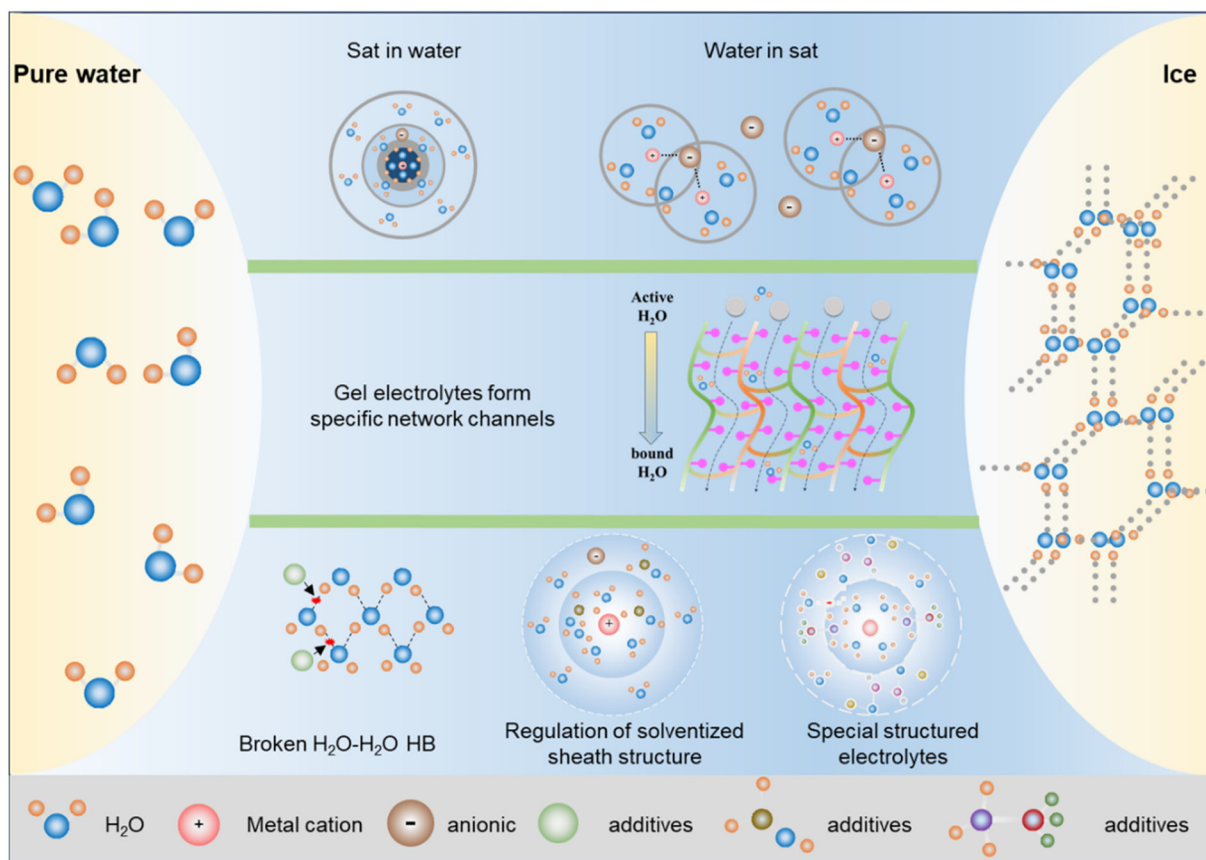 Sat in water
Water in sat
Pure water
Ice
Active
H₂O
Gel electrolytes form
specific network channels
bound
H₂O
Broken H₂O-H₂O HB
Regulation of solventized
sheath structure
Special structured
electrolytes
H₂O
Metal cation
anionic
additives
additives
additives